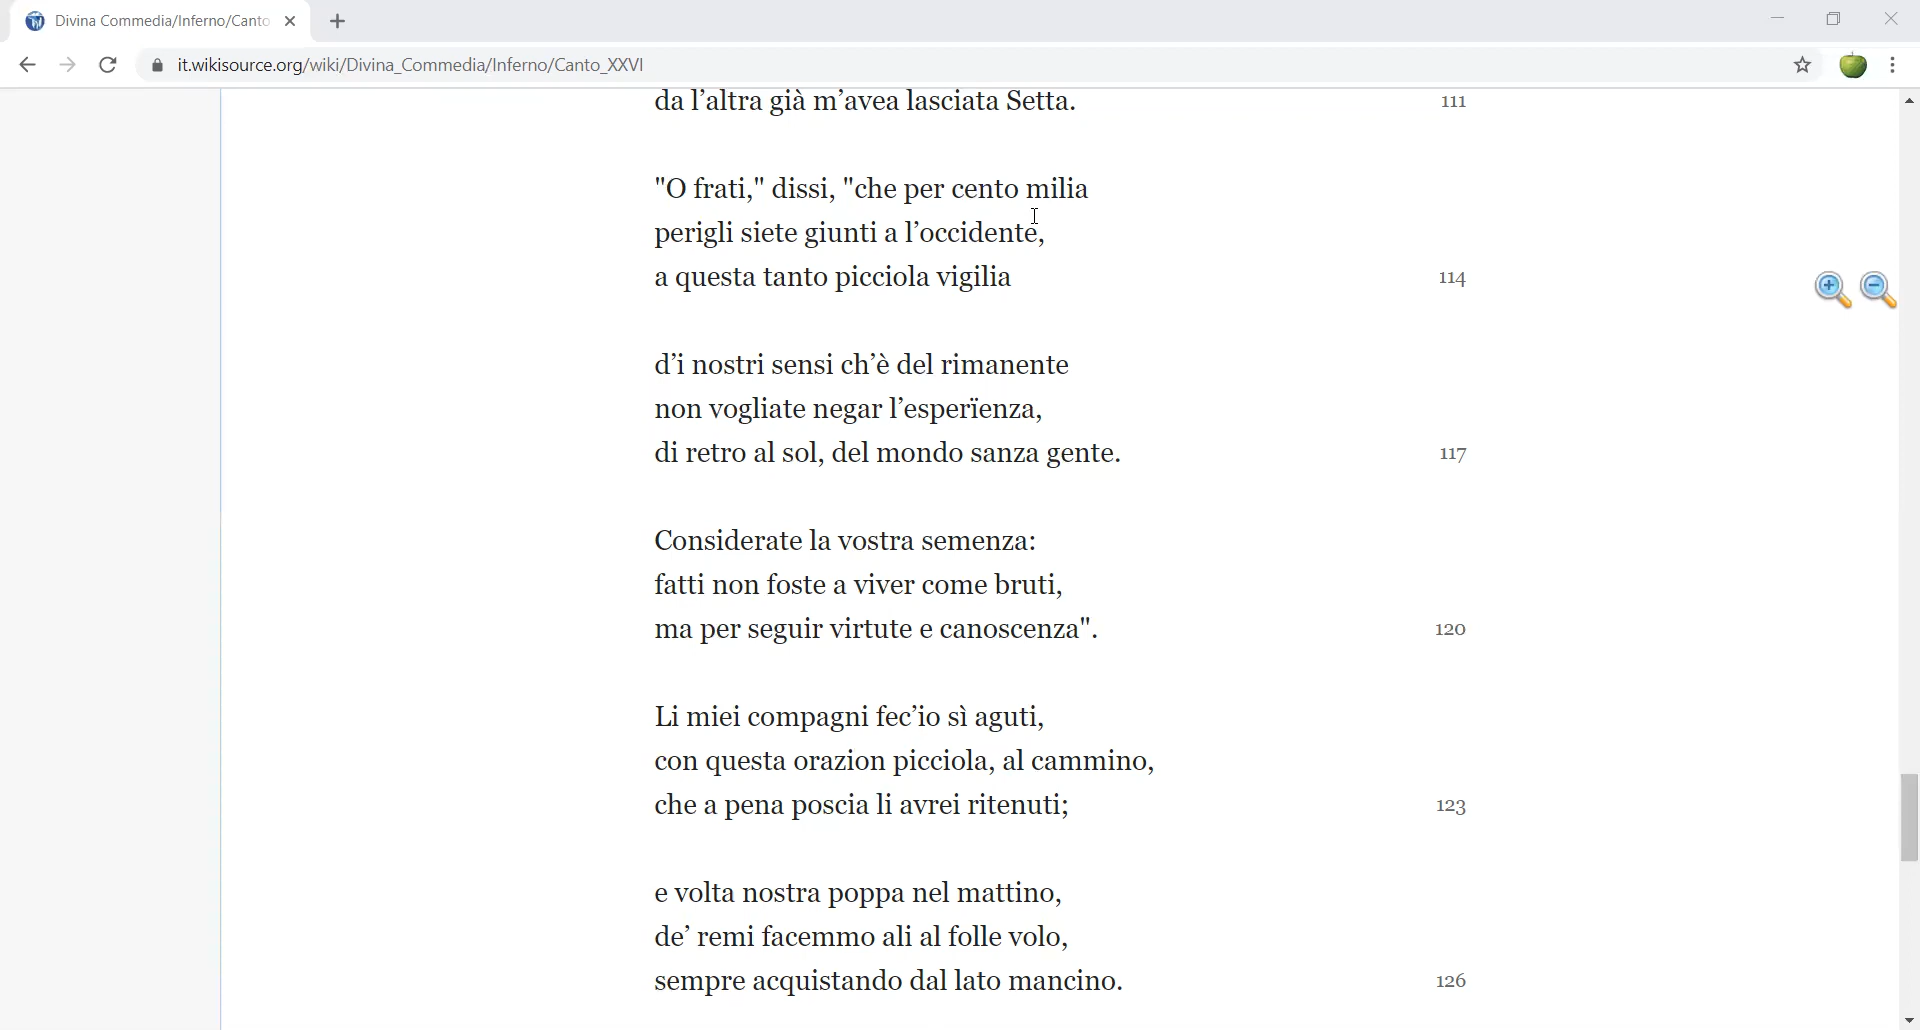 Divina Commedia/Inferno/Canto
it.wikisource.org/wiki/Divina_Commedia/Inferno/Canto_XXVI
da l’altra già m’avea lasciata Setta. 111
"O frati," dissi, "che per cento milia
perigli siete giunti a l’occidente,
a questa tanto picciola vigilia 114
d’i nostri sensi ch’è del rimanente
non vogliate negar l’esperïenza,
di retro al sol, del mondo sanza gente. 117
Considerate la vostra semenza:
fatti non foste a viver come bruti,
ma per seguir virtute e canoscenza". 120
Li miei compagni fec’io sì aguti,
con questa orazion picciola, al cammino,
che a pena poscia li avrei ritenuti; 123
e volta nostra poppa nel mattino,
de’ remi facemmo ali al folle volo,
sempre acquistando dal lato mancino. 126